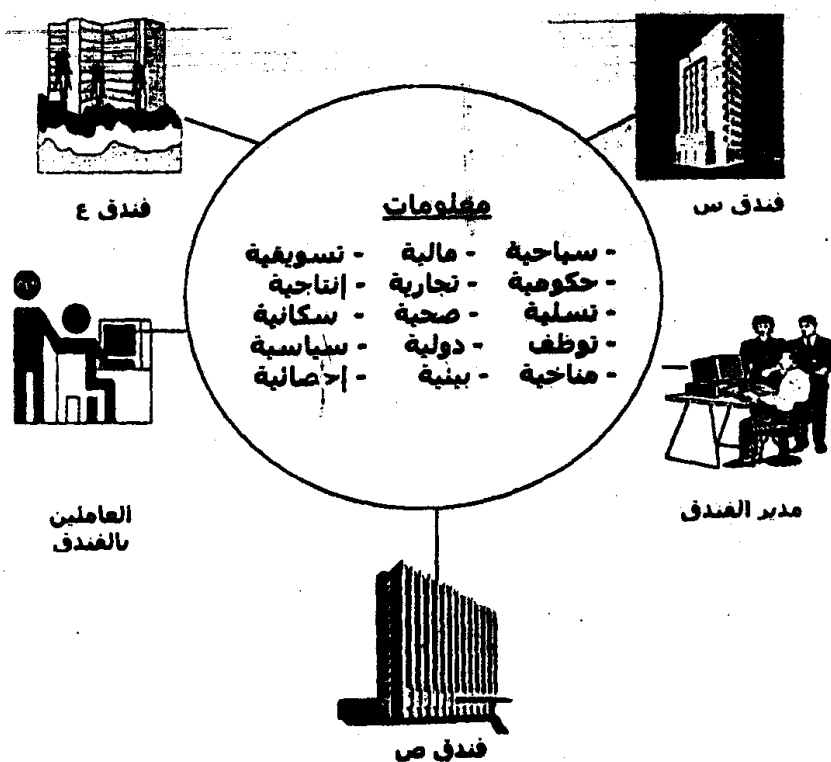 فندق س
فندق ع
معلومات
- سياحية - مالية - تسويقية
- حكومية - تجارية - إنتاجية
- تسلية - صحية - سكانية
- توظف - دولية - سياسية
- مناخية - بيئية - إحصائية
مدير الفندق
العاملين
بالفندق
فندق ص